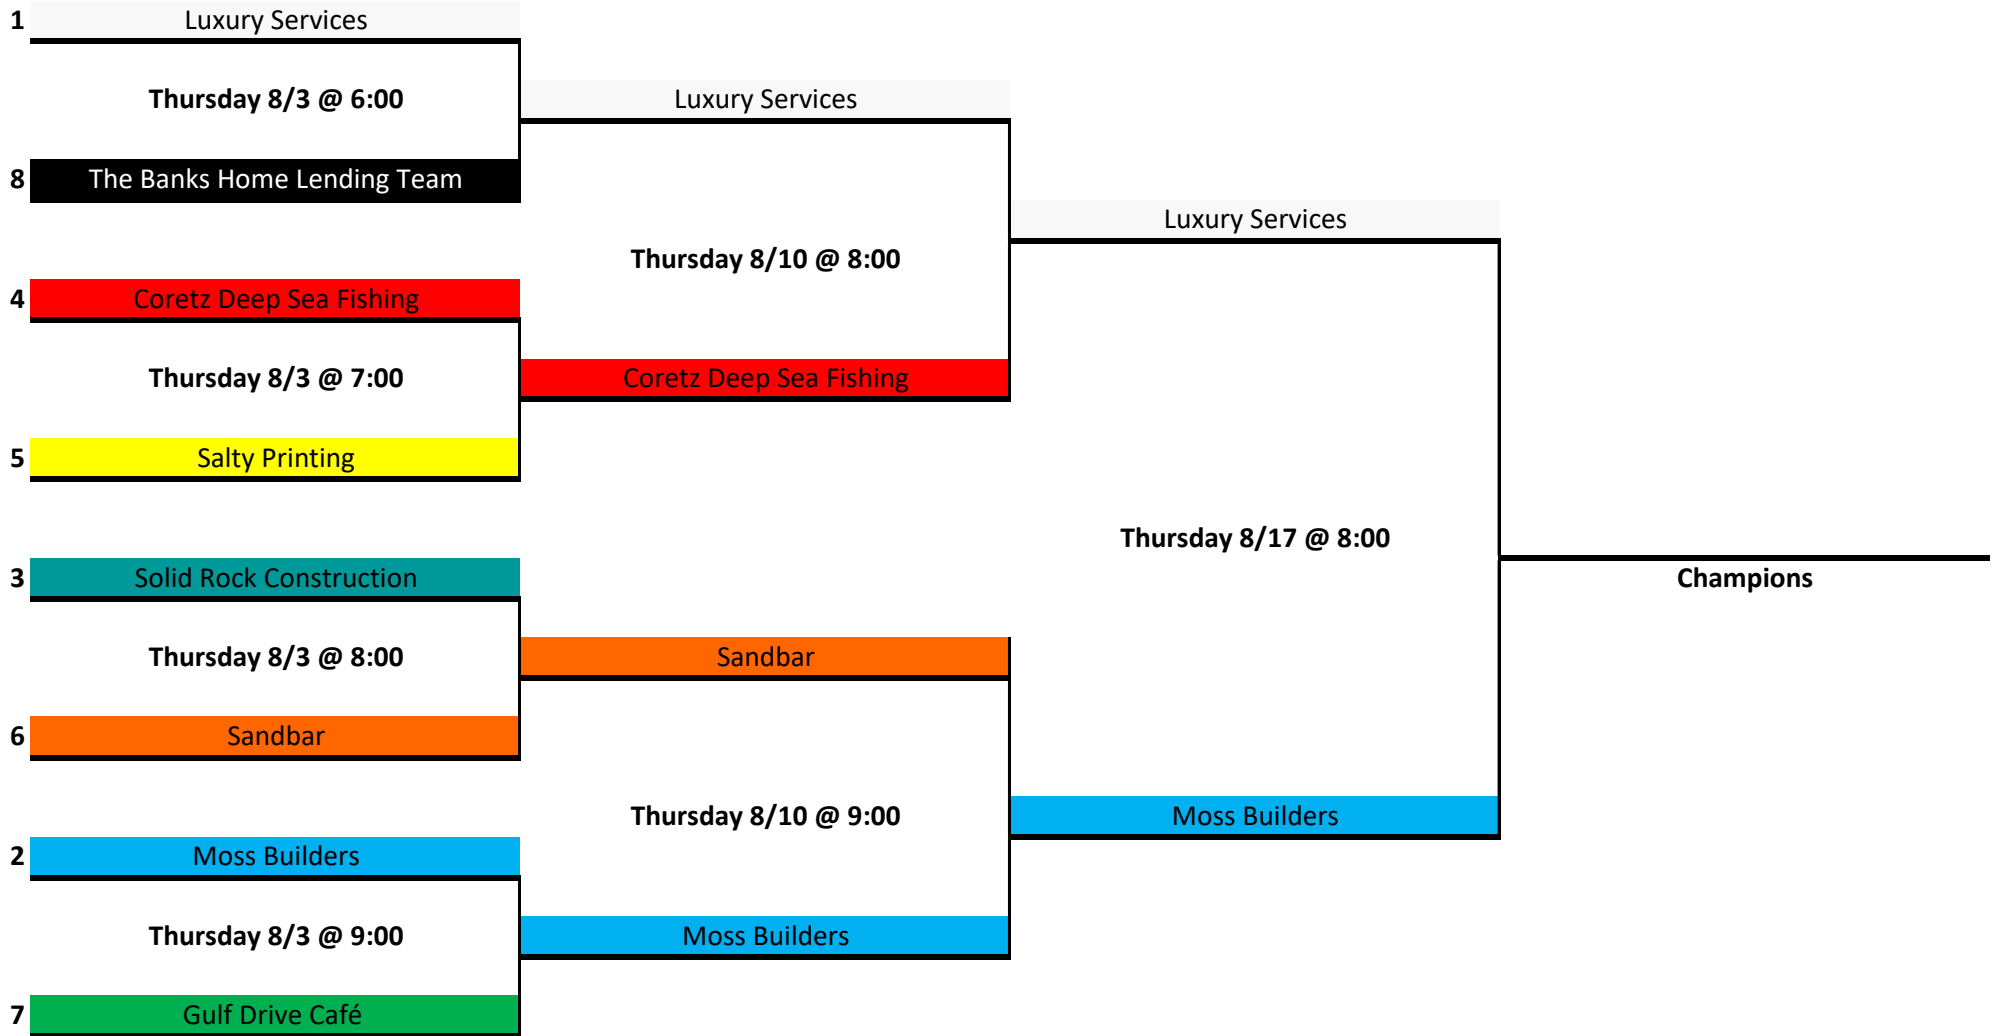 1 Luxury Services
Thursday 8/3 @ 6:00
Luxury Services
8 The Banks Home Lending Team
Luxury Services
Thursday 8/10 @ 8:00
4 Coretz Deep Sea Fishing
Thursday 8/3 @ 7:00
Coretz Deep Sea Fishing
5 Salty Printing
Thursday 8/17 @ 8:00
3 Solid Rock Construction
Champions
Thursday 8/3 @ 8:00
Sandbar
6 Sandbar
Thursday 8/10 @ 9:00
Moss Builders
2 Moss Builders
Thursday 8/3 @ 9:00
Moss Builders
7 Gulf Drive Café